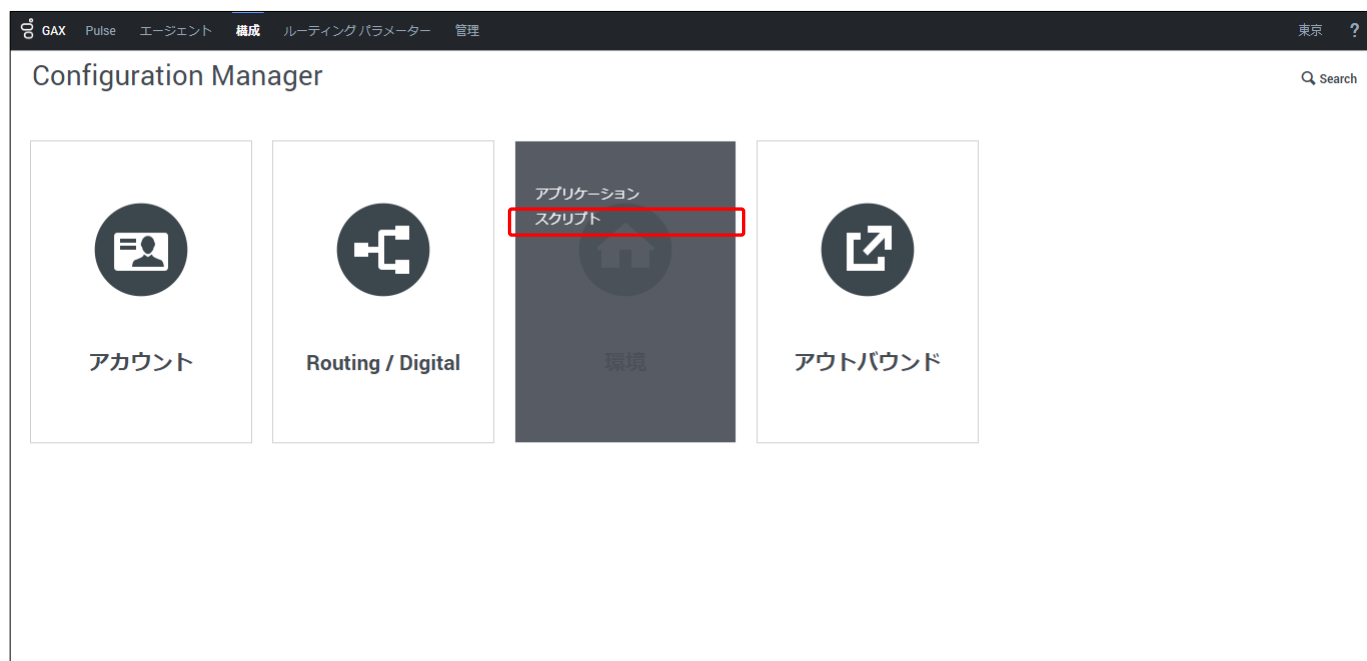 GAX Pulse エージェント 構成 ルーティング パラメーター 管理 東京 ?
Configuration Manager
Search
アプリケーション
スクリプト
アカウント
Routing / Digital
環境
アウトバウンド